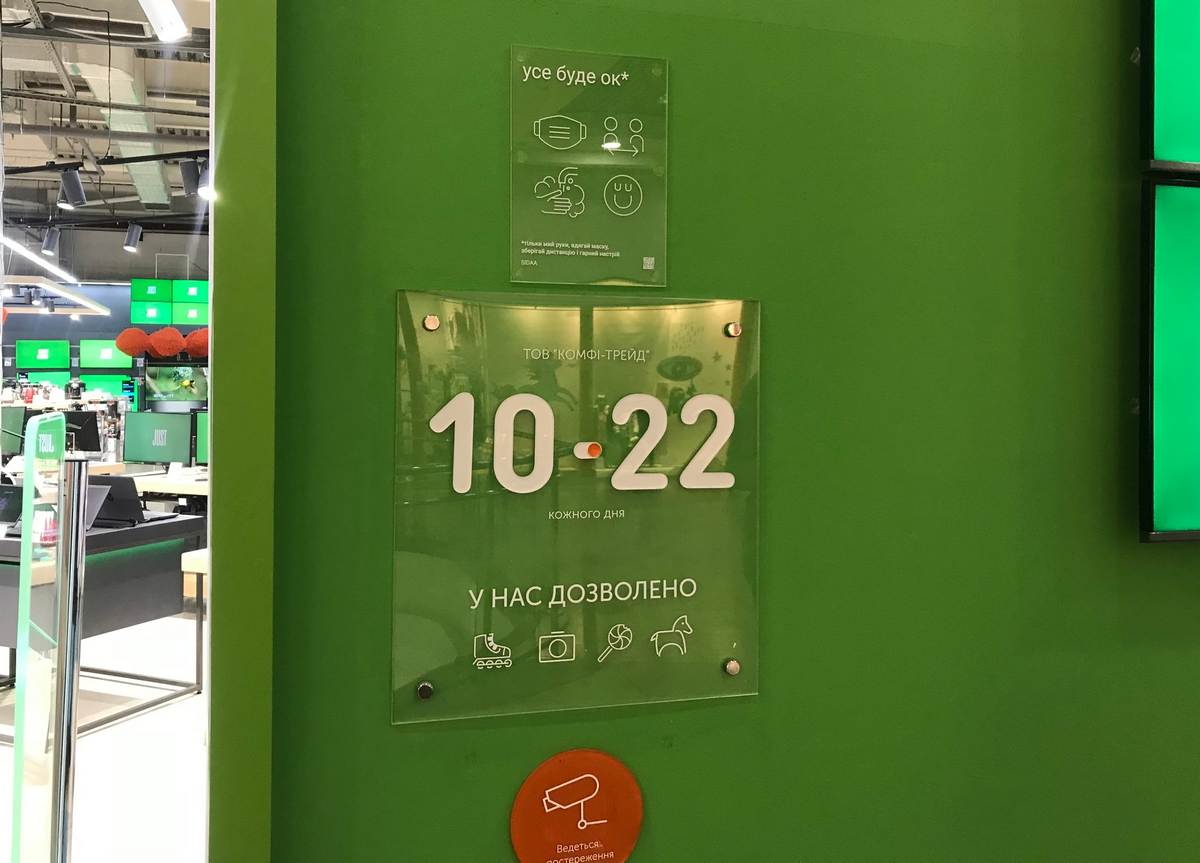 усе буде ок*
*тільки мий руки, вдягай маску,
зберігай дистанцію і гарний настрій
ТОВ "КОМФІ-ТРЕЙД"
10-22
КОЖНОГО ДНЯ
У НАС ДОЗВОЛЕНО
Ведеться
JUST